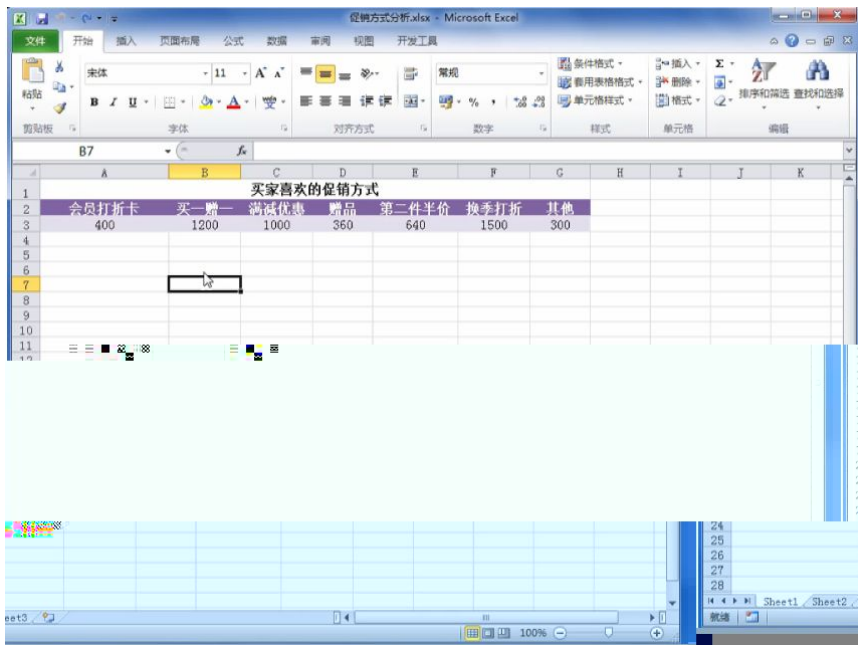 促销方式分析.xlsx - Microsoft Excel
文件 开始 插入 页面布局 公式 数据 审阅 视图 开发工具
宋体 11 A A 常规 条件格式 插入 Σ
粘贴 套用表格格式 删除 排序和筛选 查找和选择
B I U A 变 % , 单元格样式 格式
剪贴板 字体 对齐方式 数字 样式 单元格 编辑
B7 fx
A B C D E F G H I J K
1 买家喜欢的促销方式
2 会员打折卡 买一赠一 满减优惠 赠品 第二件半价 换季打折 其他
3 400 1200 1000 360 640 1500 300
4
5
6
7
8
9
10
11
24
25
26
27
28
Sheet1 Sheet2
eet3 就绪
100%